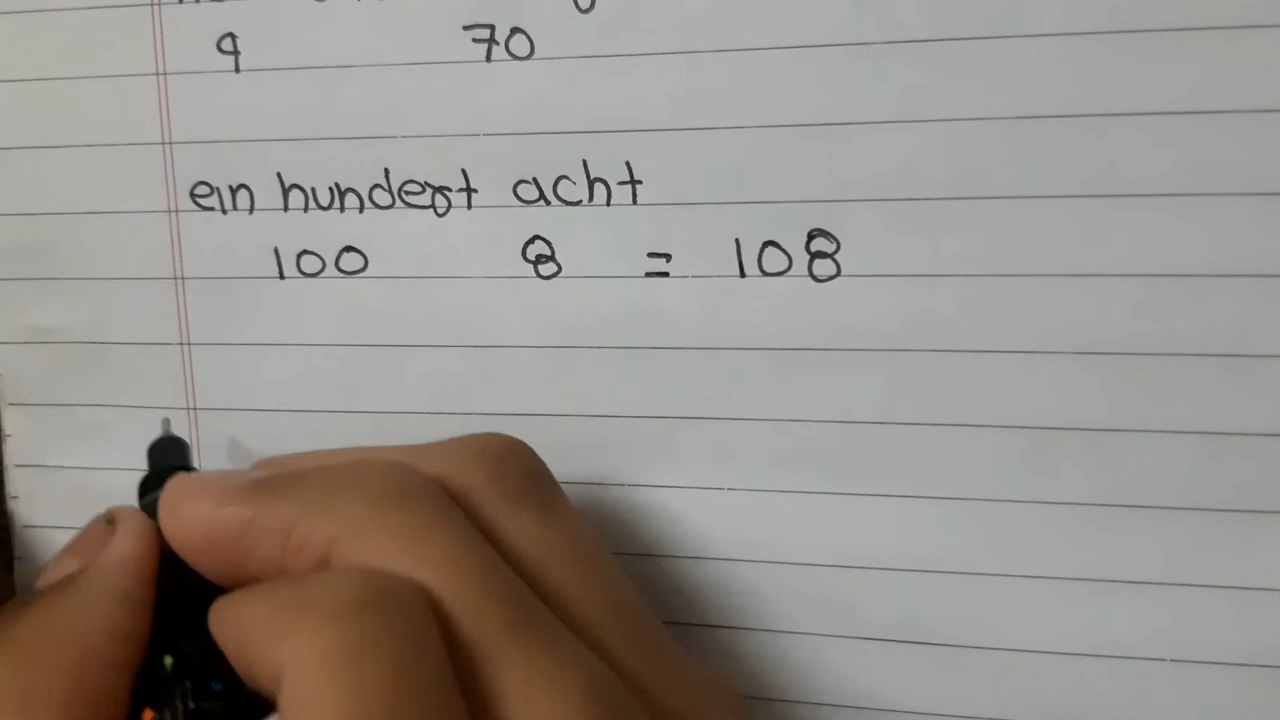 9 70
ein hundert acht
100 8 = 108